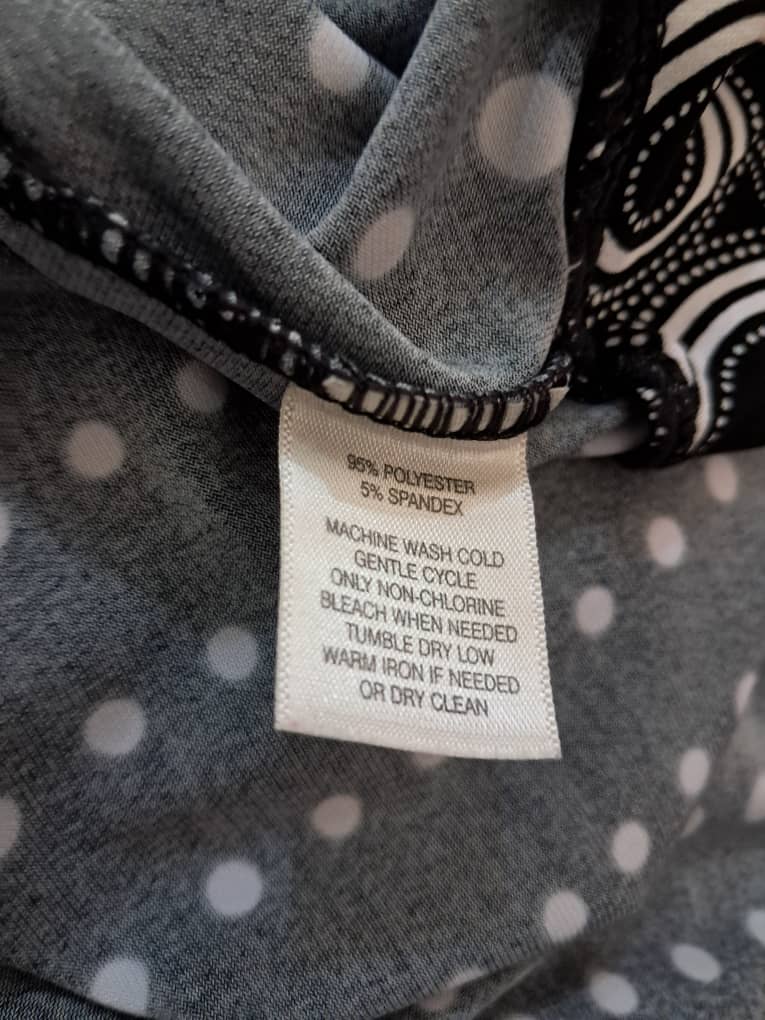 95% POLYESTER
5% SPANDEX
MACHINE WASH COLD
GENTLE CYCLE
ONLY NON-CHLORINE
BLEACH WHEN NEEDED
TUMBLE DRY LOW
WARM IRON IF NEEDED
OR DRY CLEAN